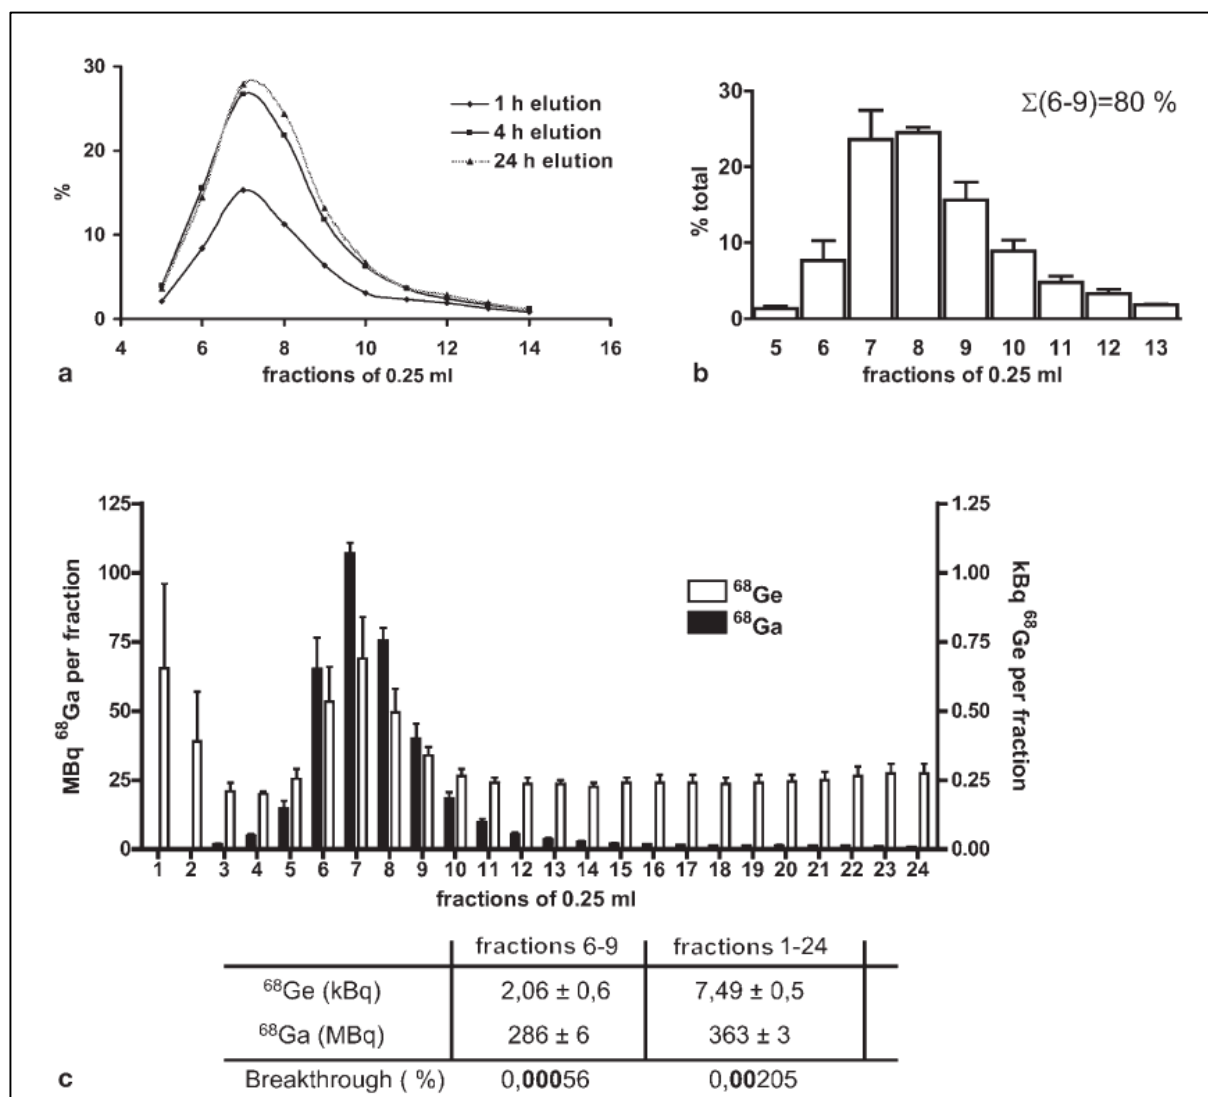 30
20
10
0
%
4 6 8 10 12 14 16
fractions of 0.25 ml
1 h elution
4 h elution
24 h elution
a
30
20
10
0
% total
Σ(6-9)=80 %
5 6 7 8 9 10 11 12 13
fractions of 0.25 ml
b
125
100
75
50
25
0
MBq ⁶⁸Ga per fraction
⁶⁸Ge
⁶⁸Ga
1.25
1.00
0.75
0.50
0.25
0.00
kBq ⁶⁸Ge per fraction
1 2 3 4 5 6 7 8 9 10 11 12 13 14 15 16 17 18 19 20 21 22 23 24
fractions of 0.25 ml
fractions 6-9 fractions 1-24
⁶⁸Ge (kBq) 2,06 ± 0,6 7,49 ± 0,5
⁶⁸Ga (MBq) 286 ± 6 363 ± 3
Breakthrough ( %) 0,00056 0,00205
c